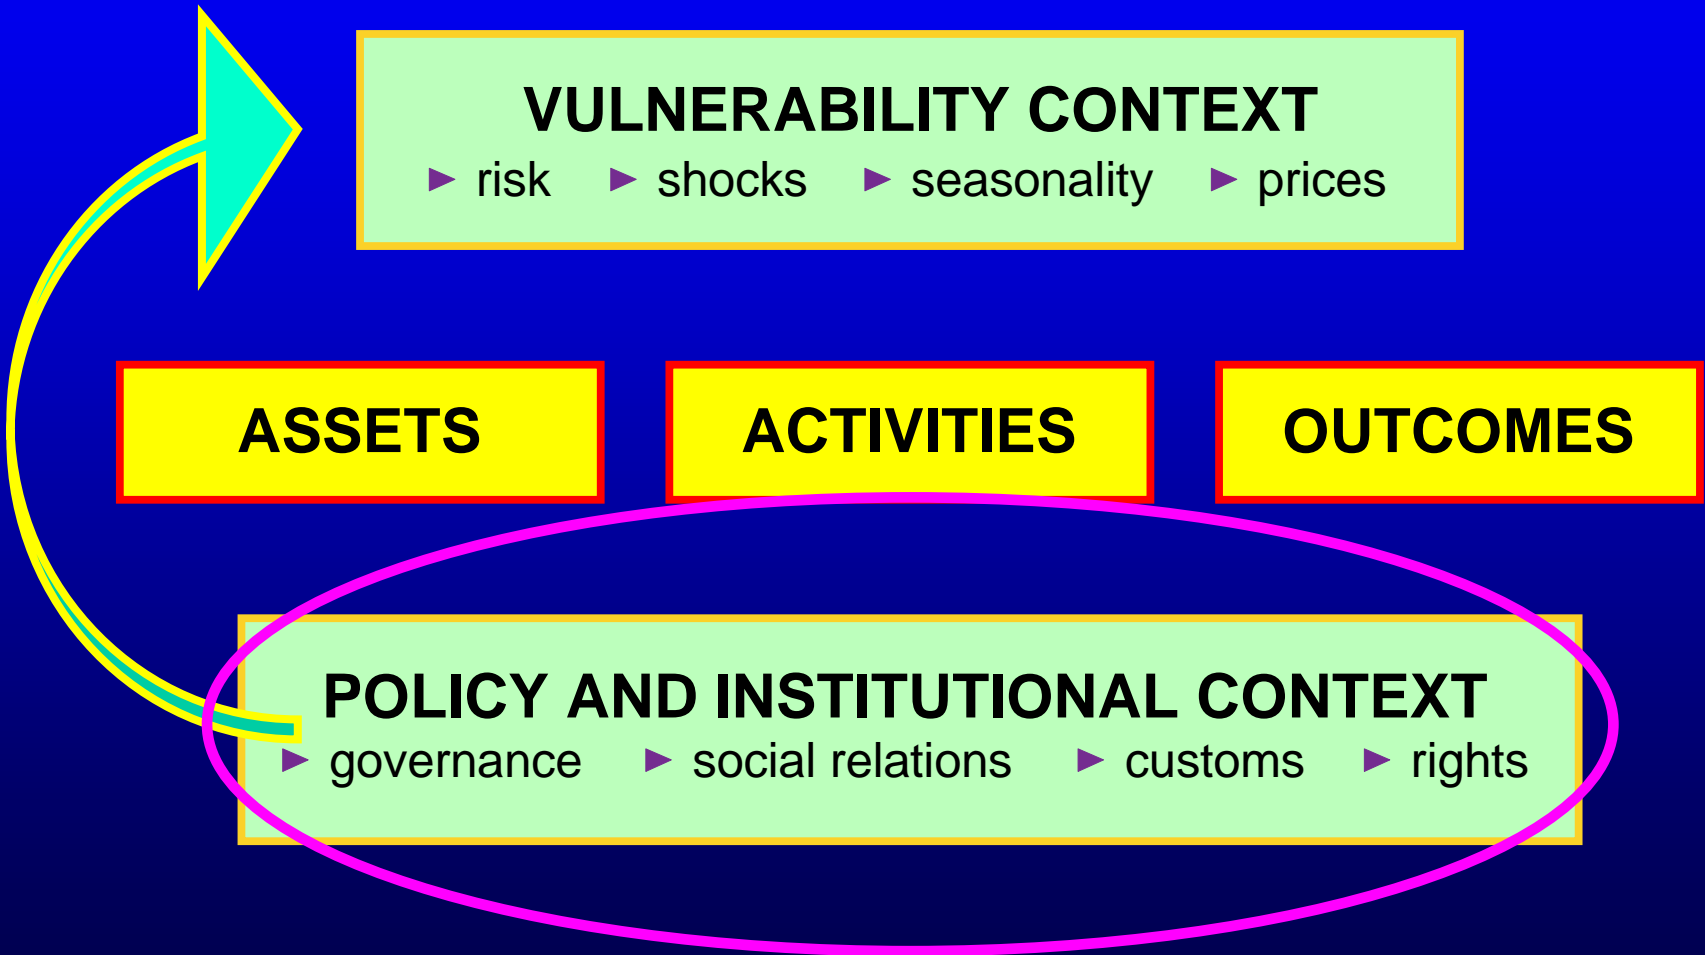 VULNERABILITY CONTEXT
► risk ► shocks ► seasonality ► prices
ASSETS
ACTIVITIES
OUTCOMES
POLICY AND INSTITUTIONAL CONTEXT
► governance ► social relations ► customs ► rights